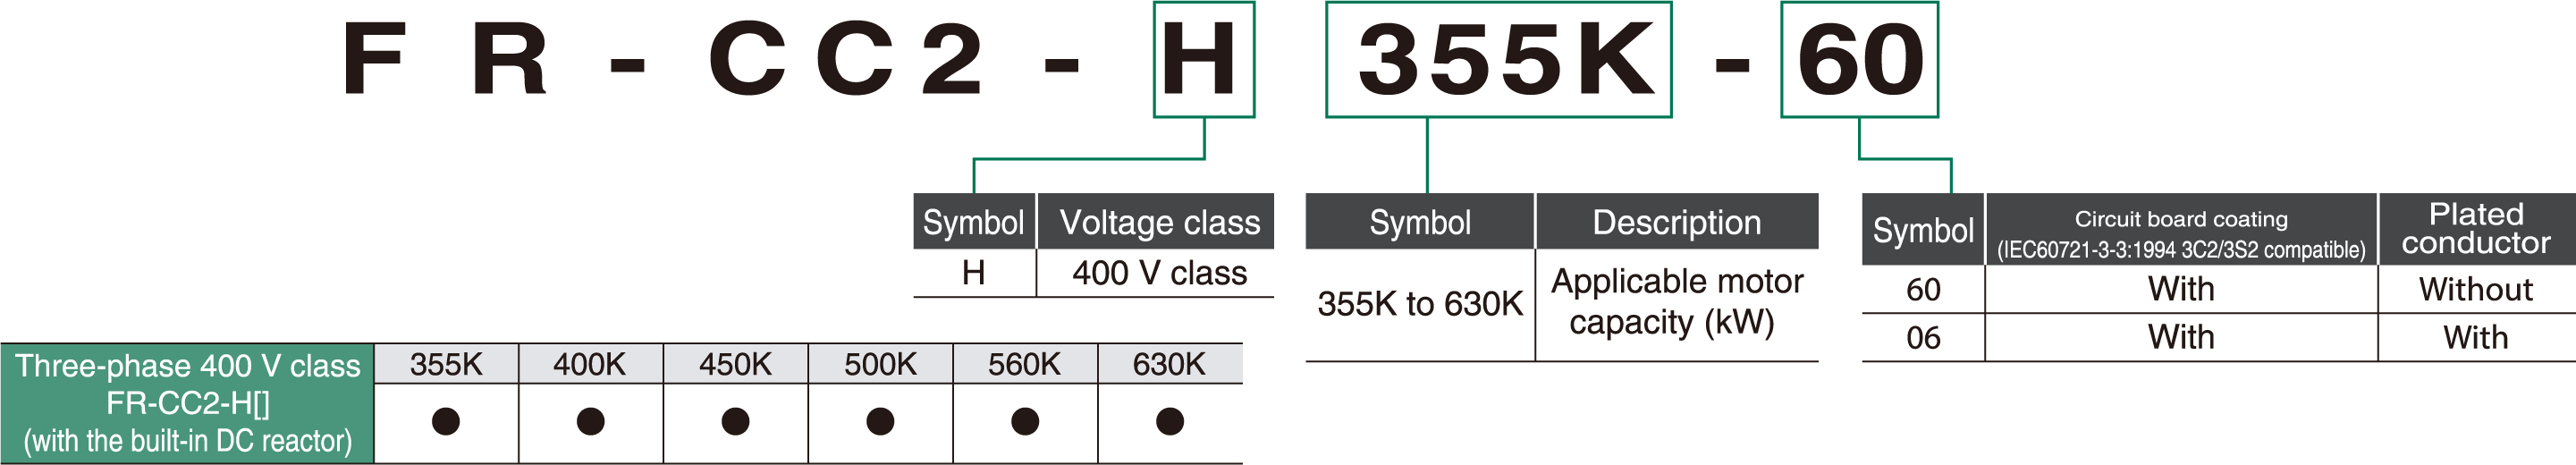 FR-CC2-H 355K-60
Symbol Voltage class
H 400 V class
Symbol Description
355K to 630K Applicable motor
capacity (kW)
Symbol Circuit board coating
(IEC60721-3-3:1994 3C2/3S2 compatible) Plated
conductor
60 With Without
06 With With
Three-phase 400 V class
FR-CC2-H[]
(with the built-in DC reactor)
355K 400K 450K 500K 560K 630K
● ● ● ● ● ●